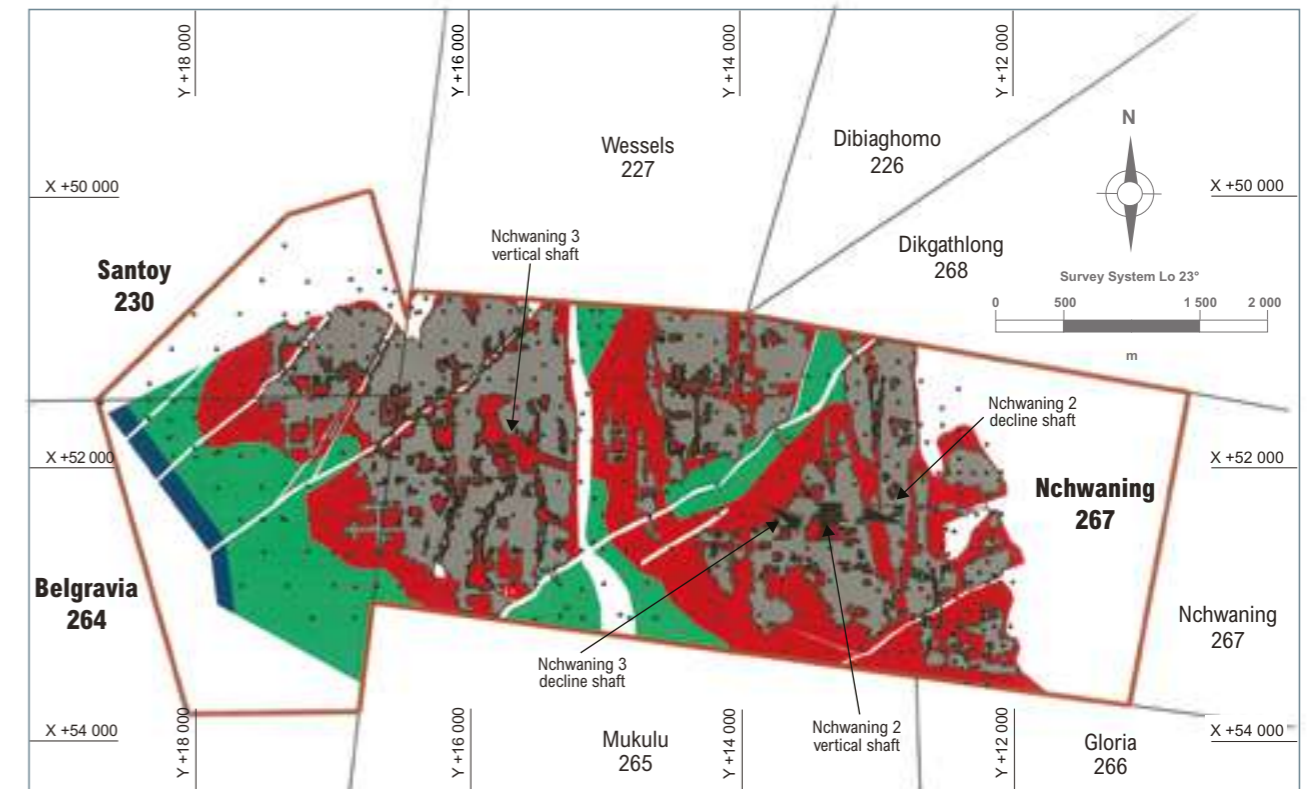 Y +18 000
Y +16 000
Y +14 000
Y +12 000
N
Wessels
227
Dibiaghomo
226
X +50 000
X +50 000
Nchwaning 3
vertical shaft
Dikgathlong
268
Santoy
230
Survey System Lo 23°
0
500
1 500
2 000
m
Nchwaning 2
decline shaft
X +52 000
X +52 000
Nchwaning
267
Belgravia
264
Nchwaning
267
Nchwaning 3
decline shaft
Nchwaning 2
vertical shaft
X +54 000
X +54 000
Mukulu
265
Gloria
266
Y +18 000
Y +16 000
Y +14 000
Y +12 000